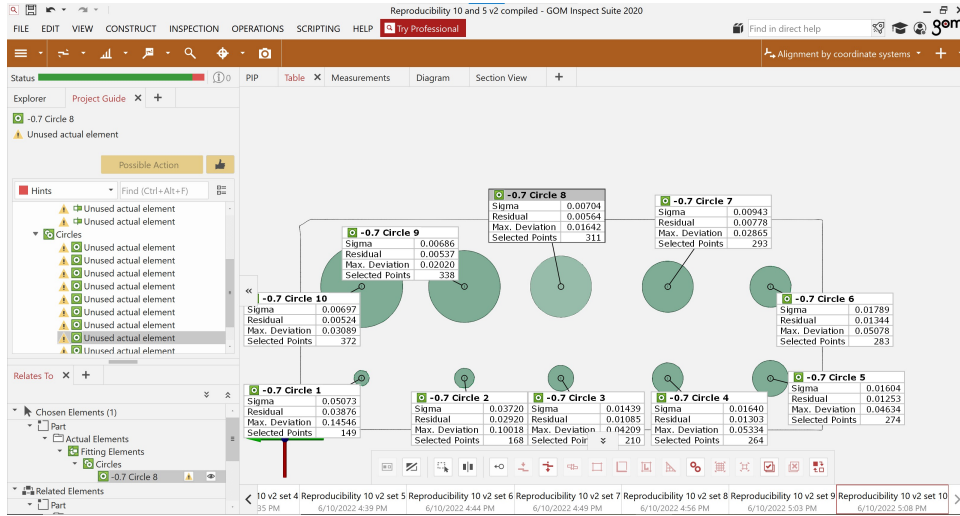 Reproducibility 10 and 5 v2 compiled - GOM Inspect Suite 2020
FILE EDIT VIEW CONSTRUCT INSPECTION OPERATIONS SCRIPTING HELP Try Professional
Find in direct help
gom
Alignment by coordinate systems
Status
0
PIP Table Measurements Diagram Section View
Explorer Project Guide
-0.7 Circle 8
Unused actual element
Possible Action
Hints
Find (Ctrl+Alt+F)
Unused actual element
Unused actual element
Circles
Unused actual element
Unused actual element
Unused actual element
Unused actual element
Unused actual element
Unused actual element
Unused actual element
Unused actual element
Unused actual element
Relates To
Chosen Elements (1)
Part
Actual Elements
Fitting Elements
Circles
-0.7 Circle 8
Related Elements
Part
-0.7 Circle 8
Sigma 0.00704
Residual 0.00564
Max. Deviation 0.01642
Selected Points 311
-0.7 Circle 7
Sigma 0.00943
Residual 0.00778
Max. Deviation 0.02865
Selected Points 293
-0.7 Circle 9
Sigma 0.00686
Residual 0.00537
Max. Deviation 0.02020
Selected Points 338
-0.7 Circle 10
Sigma 0.00697
Residual 0.00524
Max. Deviation 0.03089
Selected Points 372
-0.7 Circle 6
Sigma 0.01789
Residual 0.01344
Max. Deviation 0.05078
Selected Points 283
-0.7 Circle 1
Sigma 0.05073
Residual 0.03876
Max. Deviation 0.14546
Selected Points 149
-0.7 Circle 2
Sigma 0.03720
Residual 0.02920
Max. Deviation 0.10018
Selected Points 168
-0.7 Circle 3
Sigma 0.01439
Residual 0.01085
Max. Deviation 0.04209
Selected Poin 210
-0.7 Circle 4
Sigma 0.01640
Residual 0.01303
Max. Deviation 0.05334
Selected Points 264
-0.7 Circle 5
Sigma 0.01604
Residual 0.01253
Max. Deviation 0.04634
Selected Points 274
10 v2 set 4 Reproducibility 10 v2 set 5 Reproducibility 10 v2 set 6 Reproducibility 10 v2 set 7 Reproducibility 10 v2 set 8 Reproducibility 10 v2 set 9 Reproducibility 10 v2 set 10
35 PM 6/10/2022 4:39 PM 6/10/2022 4:44 PM 6/10/2022 4:49 PM 6/10/2022 4:56 PM 6/10/2022 5:03 PM 6/10/2022 5:08 PM